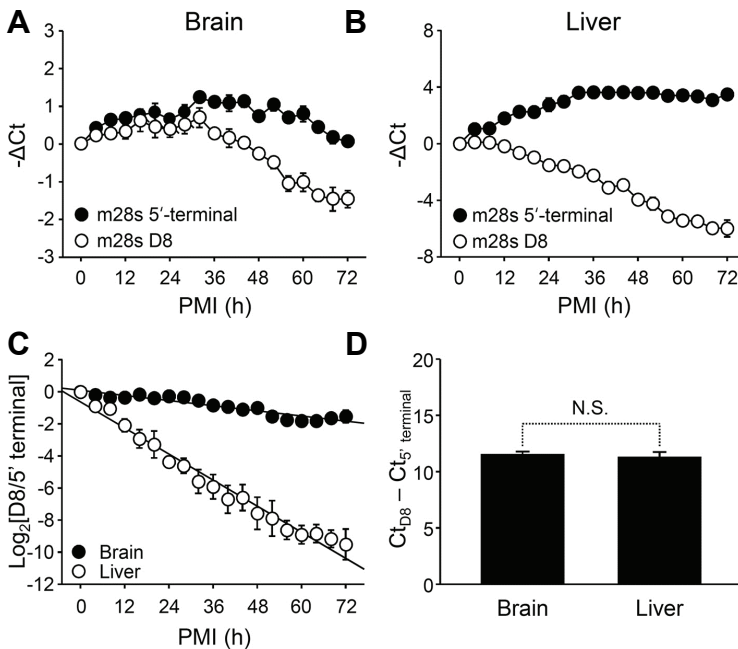 A
Brain
3
2
1
0
-1
-2
-3
-ΔCt
m28s 5′-terminal
m28s D8
0 12 24 36 48 60 72
PMI (h)
B
Liver
8
4
0
-4
-8
-ΔCt
m28s 5′-terminal
m28s D8
0 12 24 36 48 60 72
PMI (h)
C
2
0
-2
-4
-6
-8
-10
-12
Log2[D8/5' terminal]
Brain
Liver
0 12 24 36 48 60 72
PMI (h)
D
20
15
10
5
0
CtD8 – Ct5' terminal
N.S.
Brain Liver